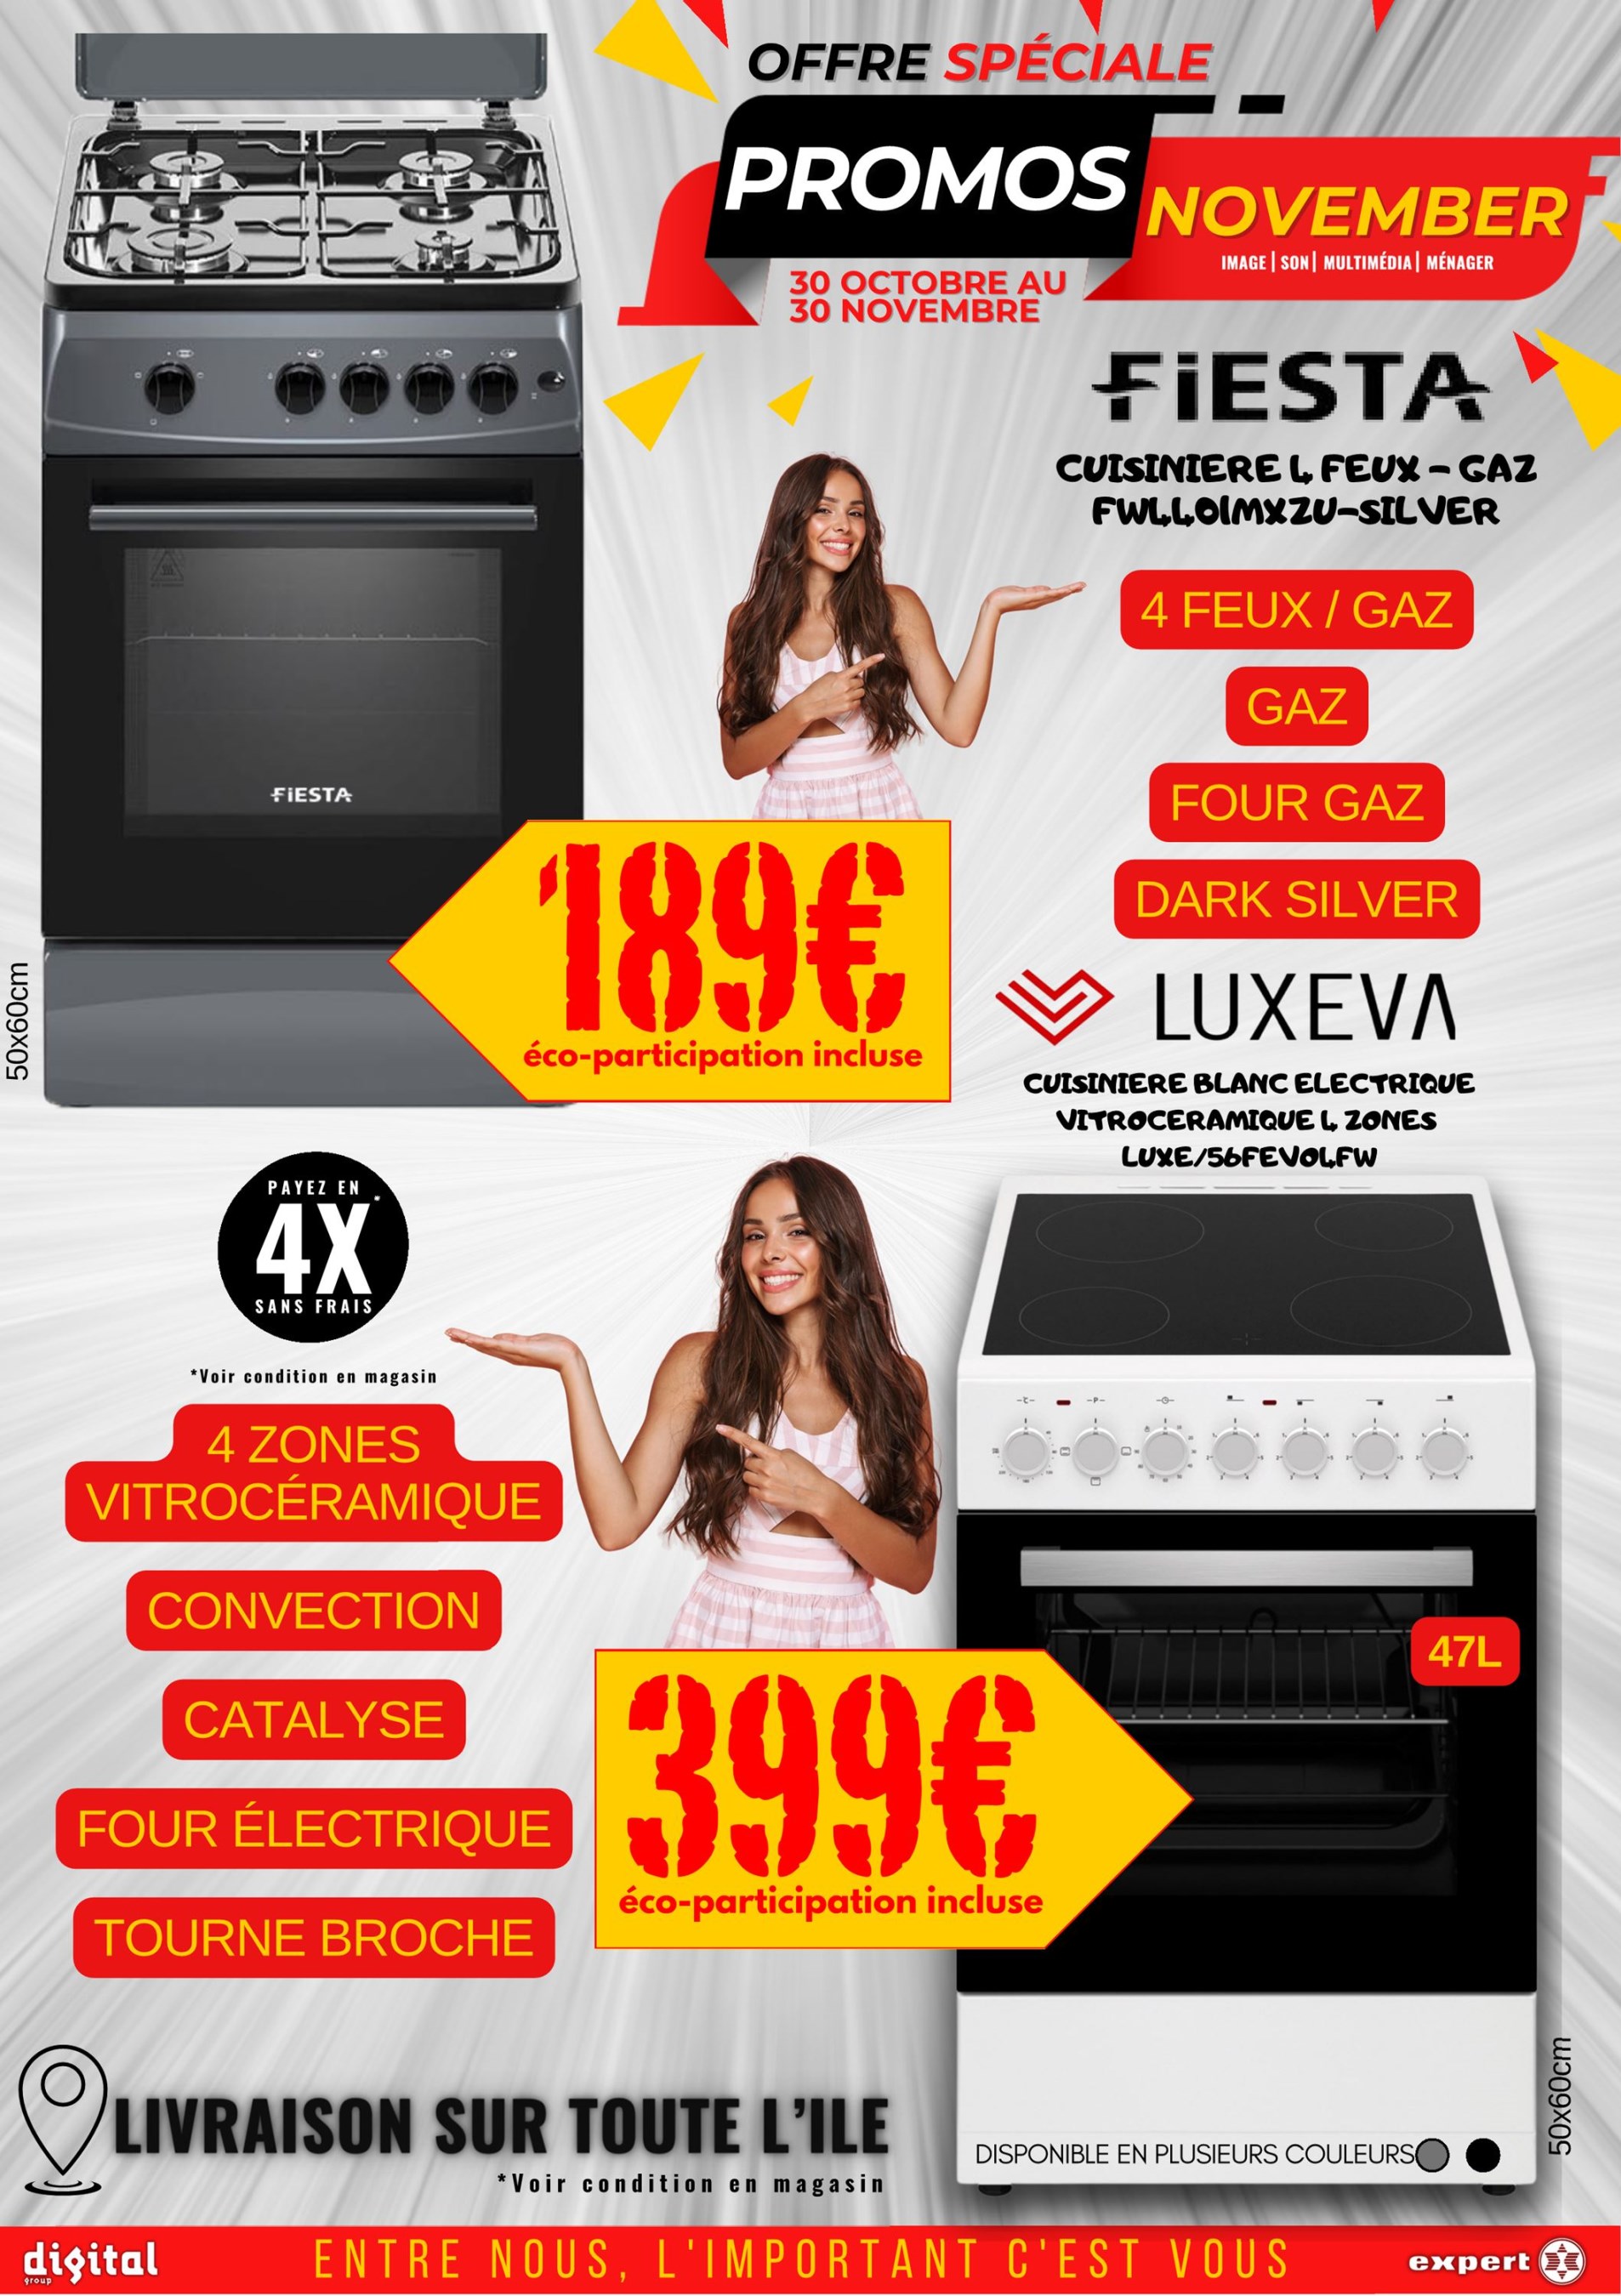 OFFRE SPÉCIALE
PROMOS
NOVEMBER
IMAGE | SON | MULTIMÉDIA | MÉNAGER
30 OCTOBRE AU
30 NOVEMBRE
FiESTA
CUISINIERE 4 FEUX - GAZ
FW4401MXZU-SILVER
4 FEUX / GAZ
GAZ
FOUR GAZ
DARK SILVER
FiESTA
189€
éco-participation incluse
50x60cm
LUXEVA
CUISINIERE BLANC ELECTRIQUE
VITROCERAMIQUE 4 ZONES
LUXE/56FEV04FW
PAYEZ EN
4X*
SANS FRAIS
*Voir condition en magasin
4 ZONES
VITROCÉRAMIQUE
CONVECTION
CATALYSE
FOUR ÉLECTRIQUE
TOURNE BROCHE
47L
399€
éco-participation incluse
50x60cm
LIVRAISON SUR TOUTE L'ILE
*Voir condition en magasin
DISPONIBLE EN PLUSIEURS COULEURS
digital
group
ENTRE NOUS, L'IMPORTANT C'EST VOUS
expert